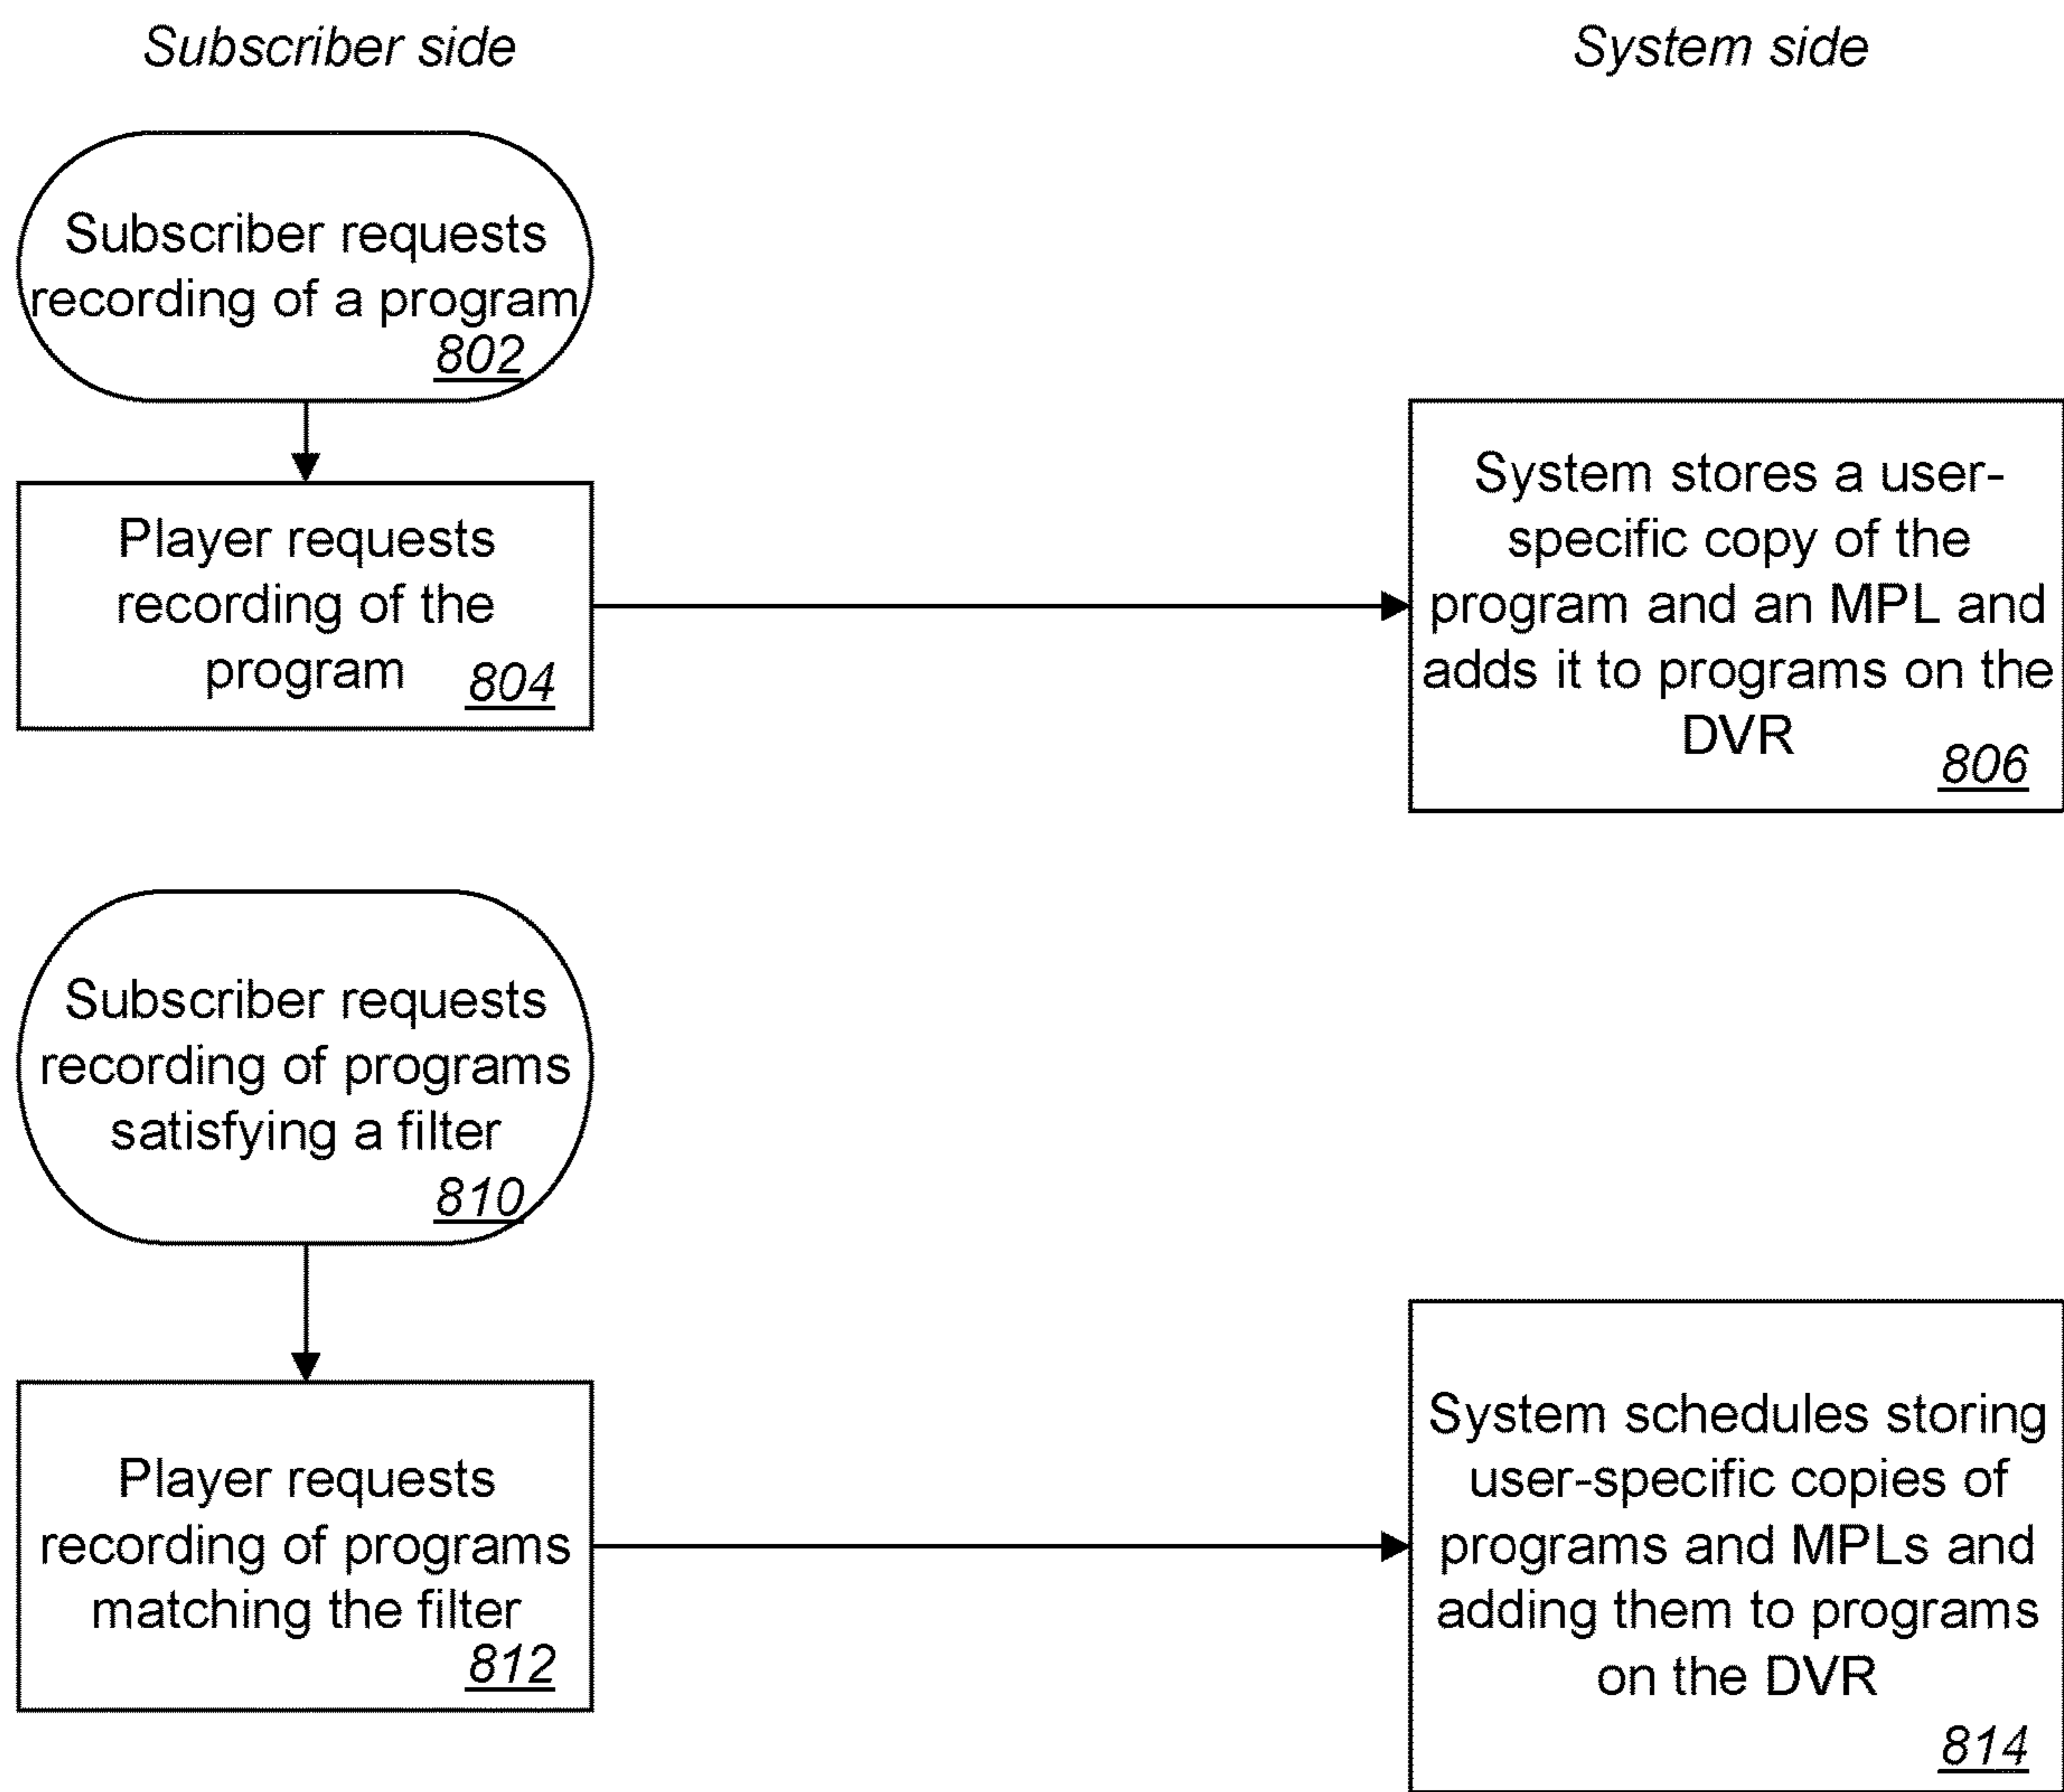 Subscriber side
System side
Subscriber requests
recording of a program
802
Player requests
recording of the
program
804
System stores a user-
specific copy of the
program and an MPL and
adds it to programs on the
DVR
806
Subscriber requests
recording of programs
satisfying a filter
810
Player requests
recording of programs
matching the filter
812
System schedules storing
user-specific copies of
programs and MPLs and
adding them to programs
on the DVR
814